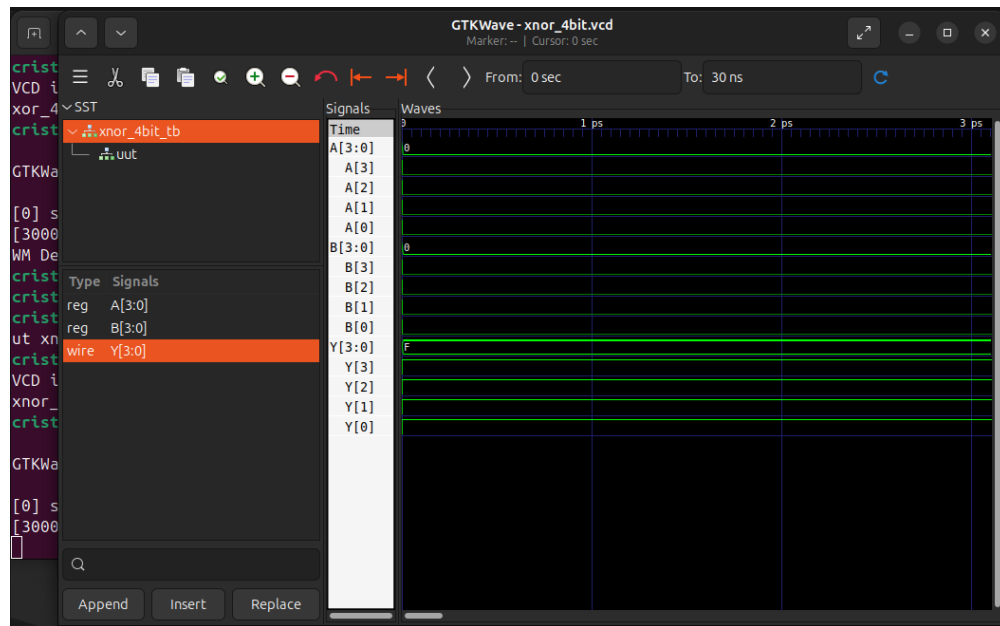 GTKWave - xnor_4bit.vcd
Marker: -- | Cursor: 0 sec
From: 0 sec To: 30 ns
crist
VCD i
xor_4
crist
GTKWa
[0] s
[3000
WM De
crist
crist
crist
ut xn
crist
VCD i
xnor_
crist
GTKWa
[0] s
[3000
SST
xnor_4bit_tb
uut
Type Signals
reg A[3:0]
reg B[3:0]
wire Y[3:0]
Append Insert Replace
Signals
Time
A[3:0]
A[3]
A[2]
A[1]
A[0]
B[3:0]
B[3]
B[2]
B[1]
B[0]
Y[3:0]
Y[3]
Y[2]
Y[1]
Y[0]
Waves
1 ps 2 ps 3 ps
0
0
F